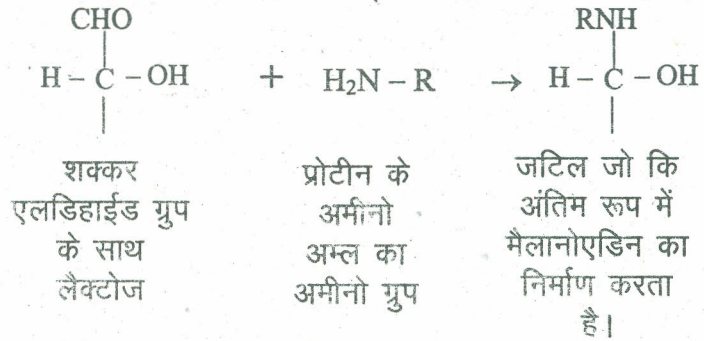 CHO RNH
H – C – OH + H₂N – R → H – C – OH
शक्कर
एलडिहाईड ग्रुप
के साथ
लैक्टोज
प्रोटीन के
अमीनो
अम्ल का
अमीनो ग्रुप
जटिल जो कि
अंतिम रूप में
मैलानोएडिन का
निर्माण करता
है।